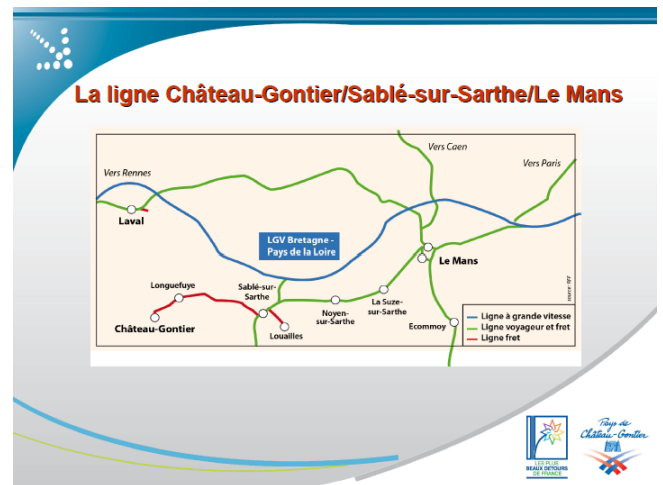 La ligne Château-Gontier/Sablé-sur-Sarthe/Le Mans
Vers Rennes
Vers Caen
Vers Paris
Laval
LGV Bretagne -
Pays de la Loire
Le Mans
Longuefuye
Sablé-sur-
Sarthe
La Suze-
sur-Sarthe
Noyen-
sur-Sarthe
Château-Gontier
Louailles
Ecommoy
Ligne à grande vitesse
Ligne voyageur et fret
Ligne fret
LES PLUS
BEAUX DÉTOURS
DE FRANCE
Pays de
Château-Gontier